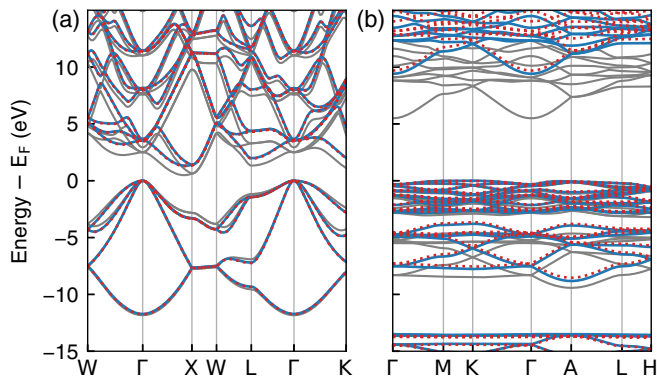 (a)
(b)
Energy − E_F (eV)
10
5
0
−5
−10
−15
W Γ X W L Γ K
Γ M K Γ A L H